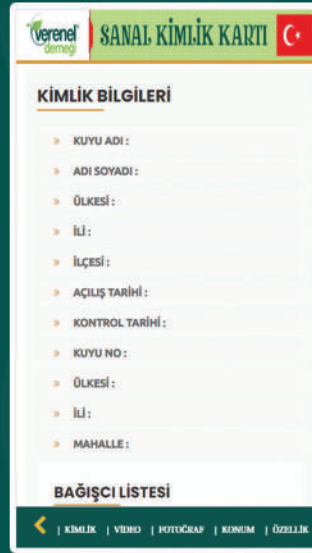 verenel
derneği
SANAL KİMLİK KARTI
KİMLİK BİLGİLERİ
» KUYU ADI :
» ADI SOYADI :
» ÜLKESİ :
» İLİ :
» İLÇESİ :
» AÇILIŞ TARİHİ :
» KONTROL TARİHİ :
» KUYU NO :
» ÜLKESİ :
» İLİ :
» MAHALLE :
BAĞIŞCI LİSTESİ
| KİMLİK | VİDEO | FOTOĞRAF | KONUM | ÖZELLİK